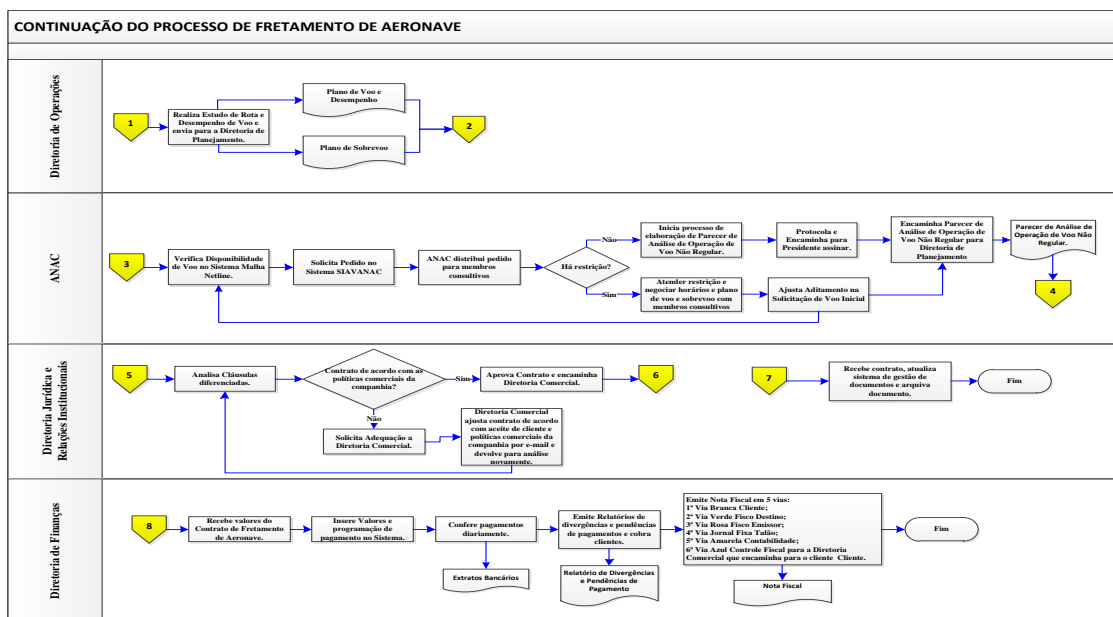 CONTINUAÇÃO DO PROCESSO DE FRETAMENTO DE AERONAVE
Diretoria de Operações
1
Realiza Estudo de Rota e
Desempenho de Voo e
envia para a Diretoria de
Planejamento.
Plano de Voo e
Desempenho
Plano de Sobrevoo
2
ANAC
3
Verifica Disponibilidade
de Voo no Sistema Malha
Netline.
Solicita Pedido no
Sistema SIAVANAC
ANAC distribui pedido
para membros
consultivos
Há restrição?
Não
Inicia processo de
elaboração de Parecer de
Análise de Operação de
Voo Não Regular.
Protocola e
Encaminha para
Presidente assinar.
Encaminha Parecer de
Análise de Operação de
Voo Não Regular para
Diretoria de
Planejamento
Parecer de Análise de
Operação de Voo Não
Regular.
4
Sim
Atender restrição e
negociar horários e plano
de voo e sobrevoo com
membros consultivos
Ajusta Aditamento na
Solicitação de Voo Inicial
Diretoria Jurídica e
Relações Institucionais
5
Analisa Cláusulas
diferenciadas.
Contrato de acordo com as
políticas comerciais da
companhia?
Sim
Aprova Contrato e encaminha
Diretoria Comercial.
6
Não
Solicita Adequação a
Diretoria Comercial.
Diretoria Comercial
ajusta contrato de acordo
com aceite de cliente e
políticas comerciais da
companhia por e-mail e
devolve para análise
novamente.
7
Recebe contrato, atualiza
sistema de gestão de
documentos e arquiva
documento.
Fim
Diretoria de Finanças
8
Recebe valores do
Contrato de Fretamento
de Aeronave.
Insere Valores e
programação de
pagamento no Sistema.
Confere pagamentos
diariamente.
Extratos Bancários
Emite Relatórios de
divergências e pendências
de pagamentos e cobra
clientes.
Relatório de Divergências
e Pendências de
Pagamento
Emite Nota Fiscal em 5 vias:
1ª Via Branca Cliente;
2ª Via Verde Fisco Destino;
3ª Via Rosa Fisco Emissor;
4ª Via Jornal Fixa Talão;
5ª Via Amarela Contabilidade;
6ª Via Azul Controle Fiscal para a Diretoria
Comercial que encaminha para o cliente Cliente.
Nota Fiscal
Fim